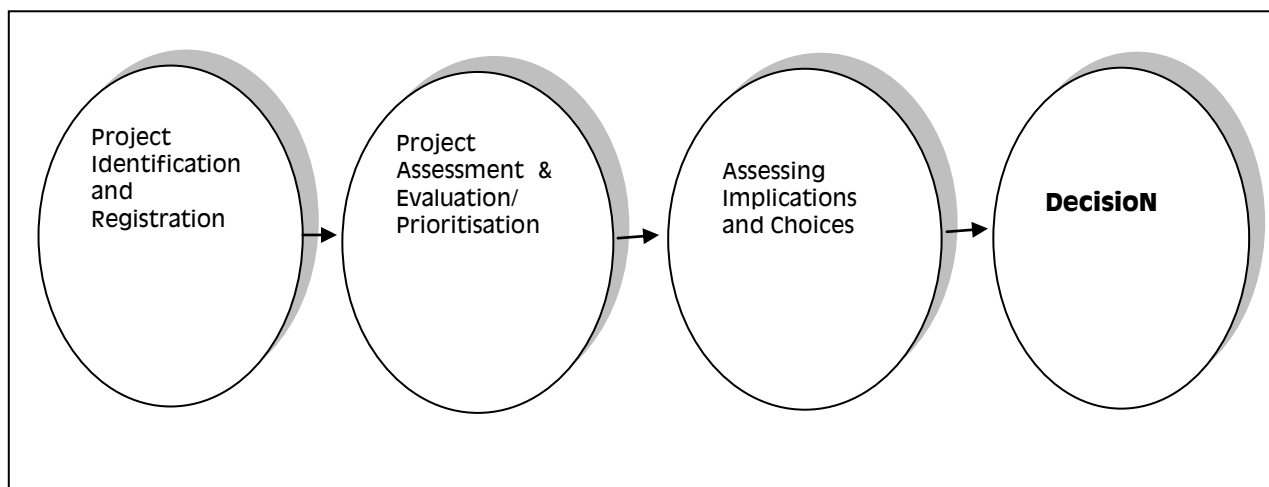 Project
Identification
and
Registration
Project
Assessment &
Evaluation/
Prioritisation
Assessing
Implications
and Choices
DecisioN